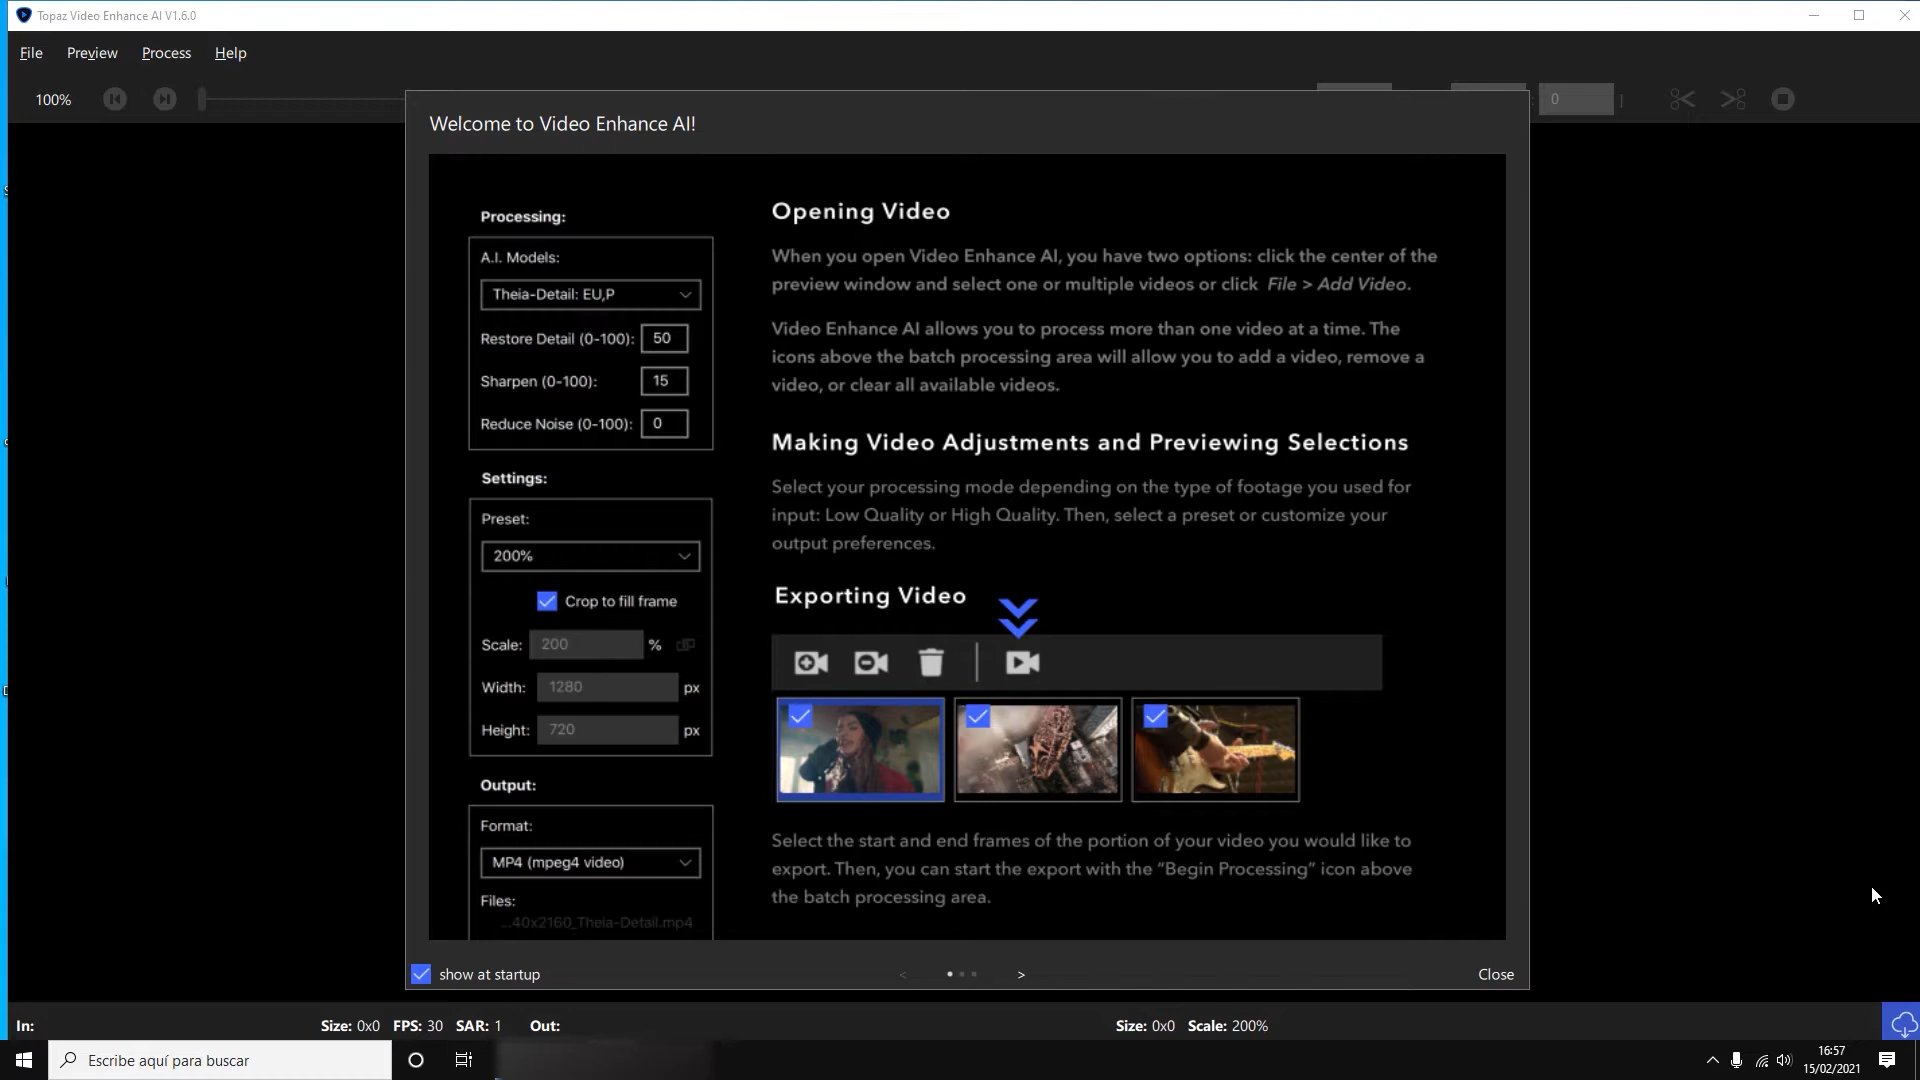 Topaz Video Enhance AI V1.6.0
File Preview Process Help
100%
0
Welcome to Video Enhance AI!
Processing:
A.I. Models:
Theia-Detail: EU,P
Restore Detail (0-100): 50
Sharpen (0-100): 15
Reduce Noise (0-100): 0
Settings:
Preset:
200%
Crop to fill frame
Scale: 200 %
Width: 1280 px
Height: 720 px
Output:
Format:
MP4 (mpeg4 video)
Files:
...40x2160_Theia-Detail.mp4
Opening Video
When you open Video Enhance AI, you have two options: click the center of the
preview window and select one or multiple videos or click File > Add Video.
Video Enhance AI allows you to process more than one video at a time. The
icons above the batch processing area will allow you to add a video, remove a
video, or clear all available videos.
Making Video Adjustments and Previewing Selections
Select your processing mode depending on the type of footage you used for
input: Low Quality or High Quality. Then, select a preset or customize your
output preferences.
Exporting Video
Select the start and end frames of the portion of your video you would like to
export. Then, you can start the export with the “Begin Processing” icon above
the batch processing area.
show at startup
< >
Close
In: Size: 0x0 FPS: 30 SAR: 1 Out: Size: 0x0 Scale: 200%
Escribe aquí para buscar
16:57
15/02/2021